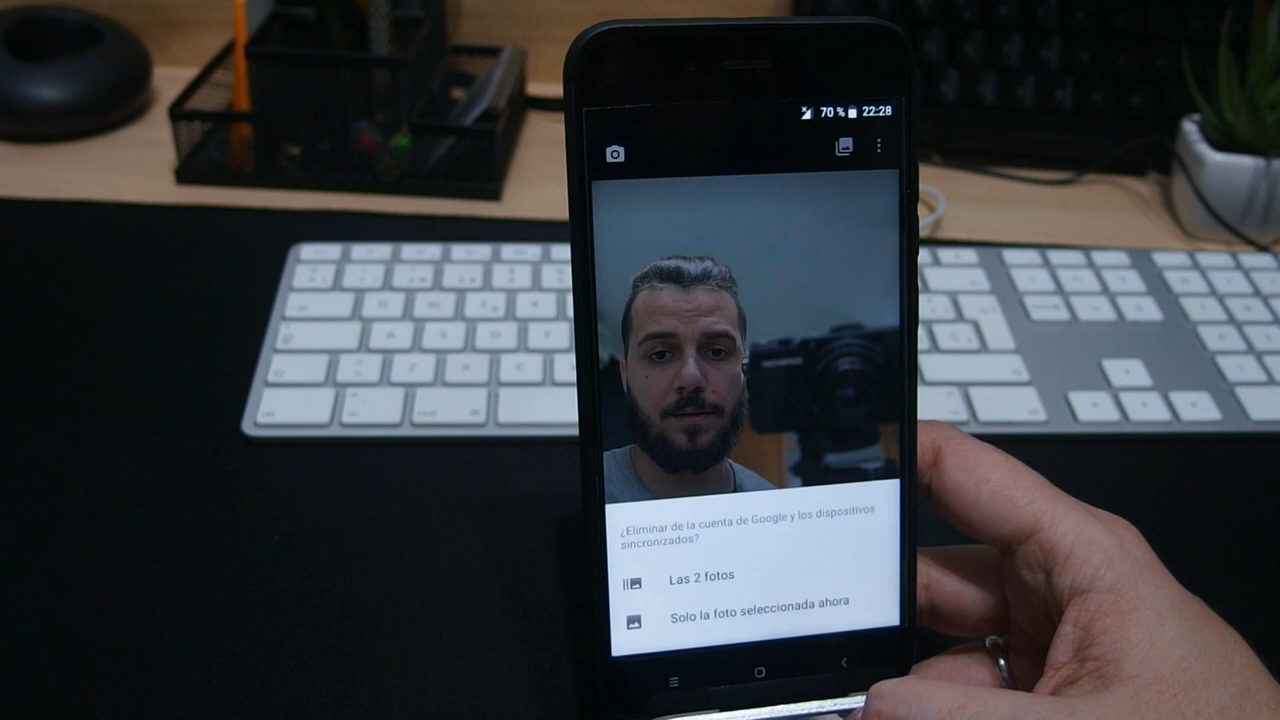 70 % 22:28
¿Eliminar de la cuenta de Google y los dispositivos
sincronizados?
Las 2 fotos
Solo la foto seleccionada ahora